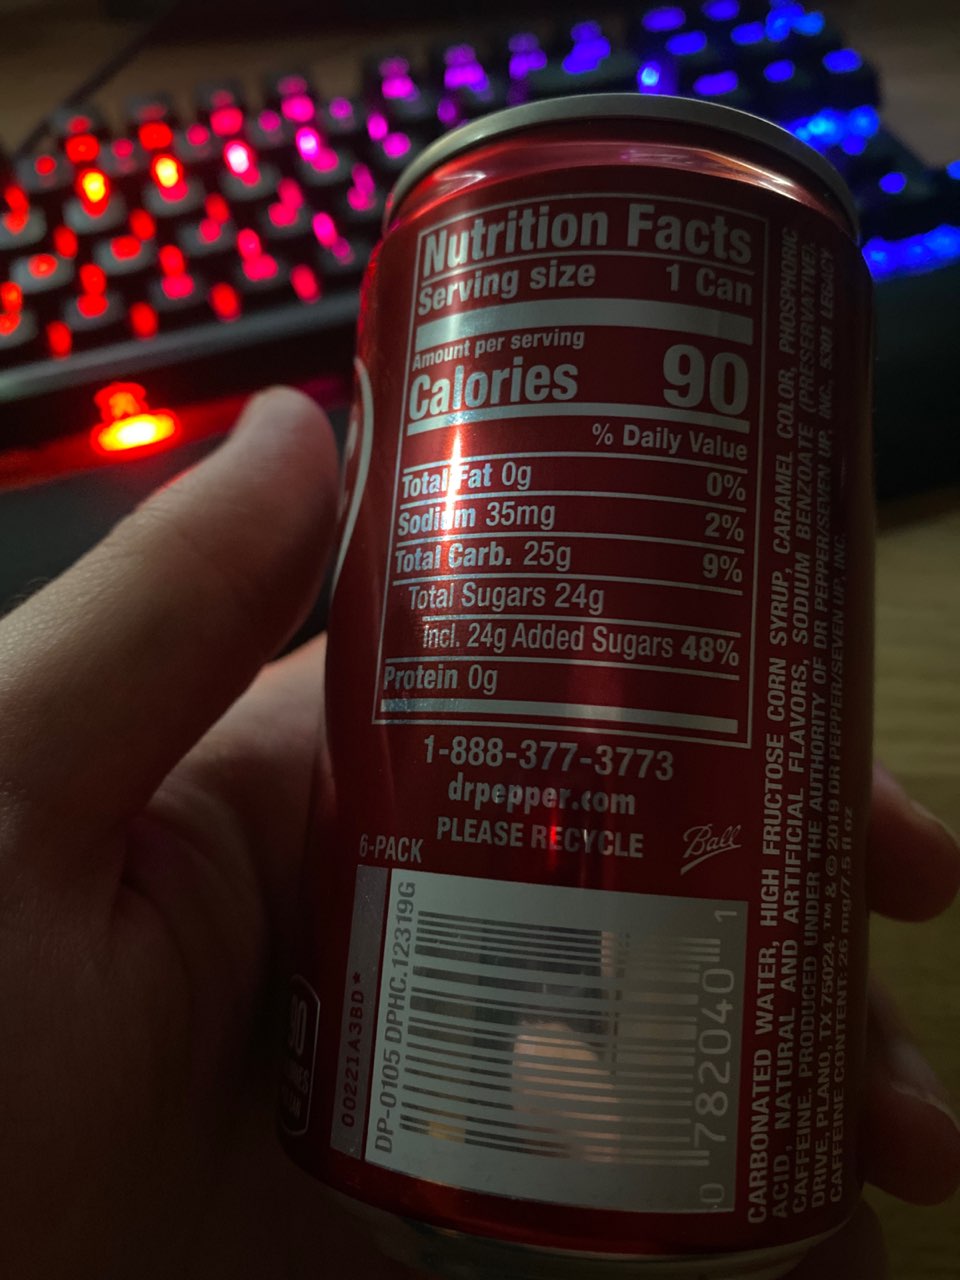 Nutrition Facts
Serving size 1 Can
Amount per serving
Calories 90
% Daily Value
Total Fat 0g 0%
Sodium 35mg 2%
Total Carb. 25g 9%
Total Sugars 24g
Incl. 24g Added Sugars 48%
Protein 0g
1-888-377-3773
drpepper.com
PLEASE RECYCLE
Ball
6-PACK
90
00221A3BD*
DP-0105 DPHC.12319G
0 7820401 1
CARBONATED WATER, HIGH FRUCTOSE CORN SYRUP, CARAMEL COLOR, PHOSPHORIC
ACID, NATURAL AND ARTIFICIAL FLAVORS, SODIUM BENZOATE (PRESERVATIVE),
CAFFEINE. PRODUCED UNDER THE AUTHORITY OF DR PEPPER/SEVEN UP, INC., 5301 LEGACY
DRIVE, PLANO, TX 75024. ™ & © 2019 DR PEPPER/SEVEN UP, INC.
CAFFEINE CONTENT: 26 mg/7.5 fl oz